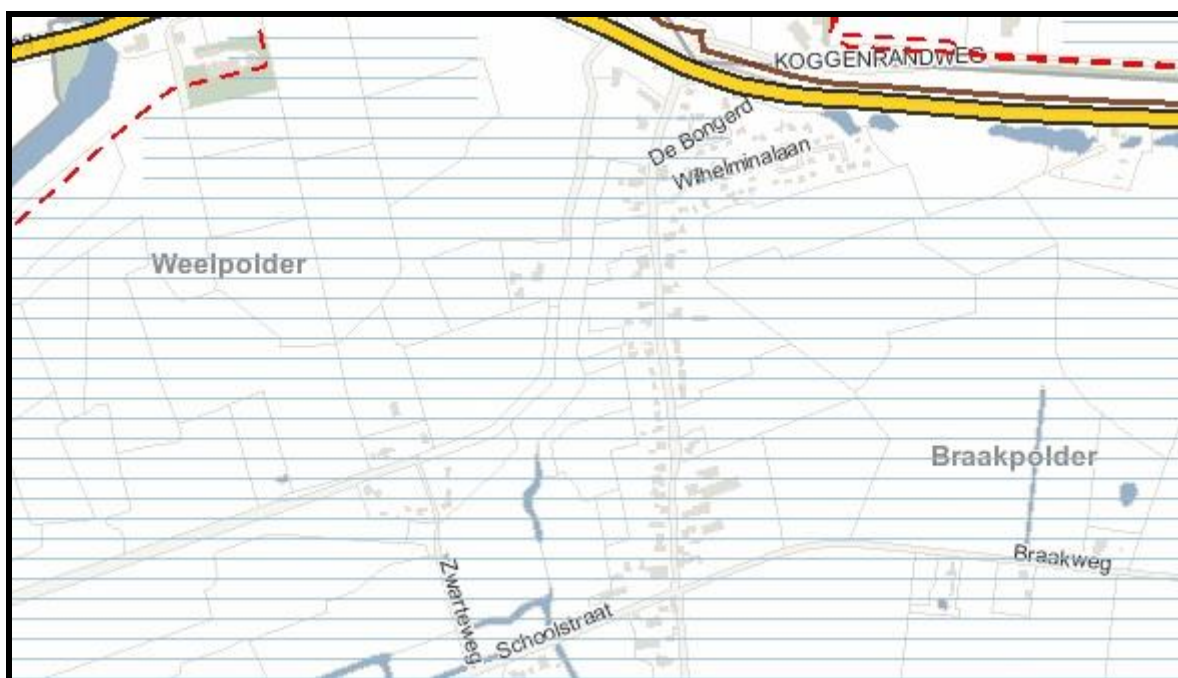 KOGGENRANDWEG
De Bongerd
Wilhelminalaan
Weelpolder
Braakpolder
Braakweg
Zwarteweg
Schoolstraat